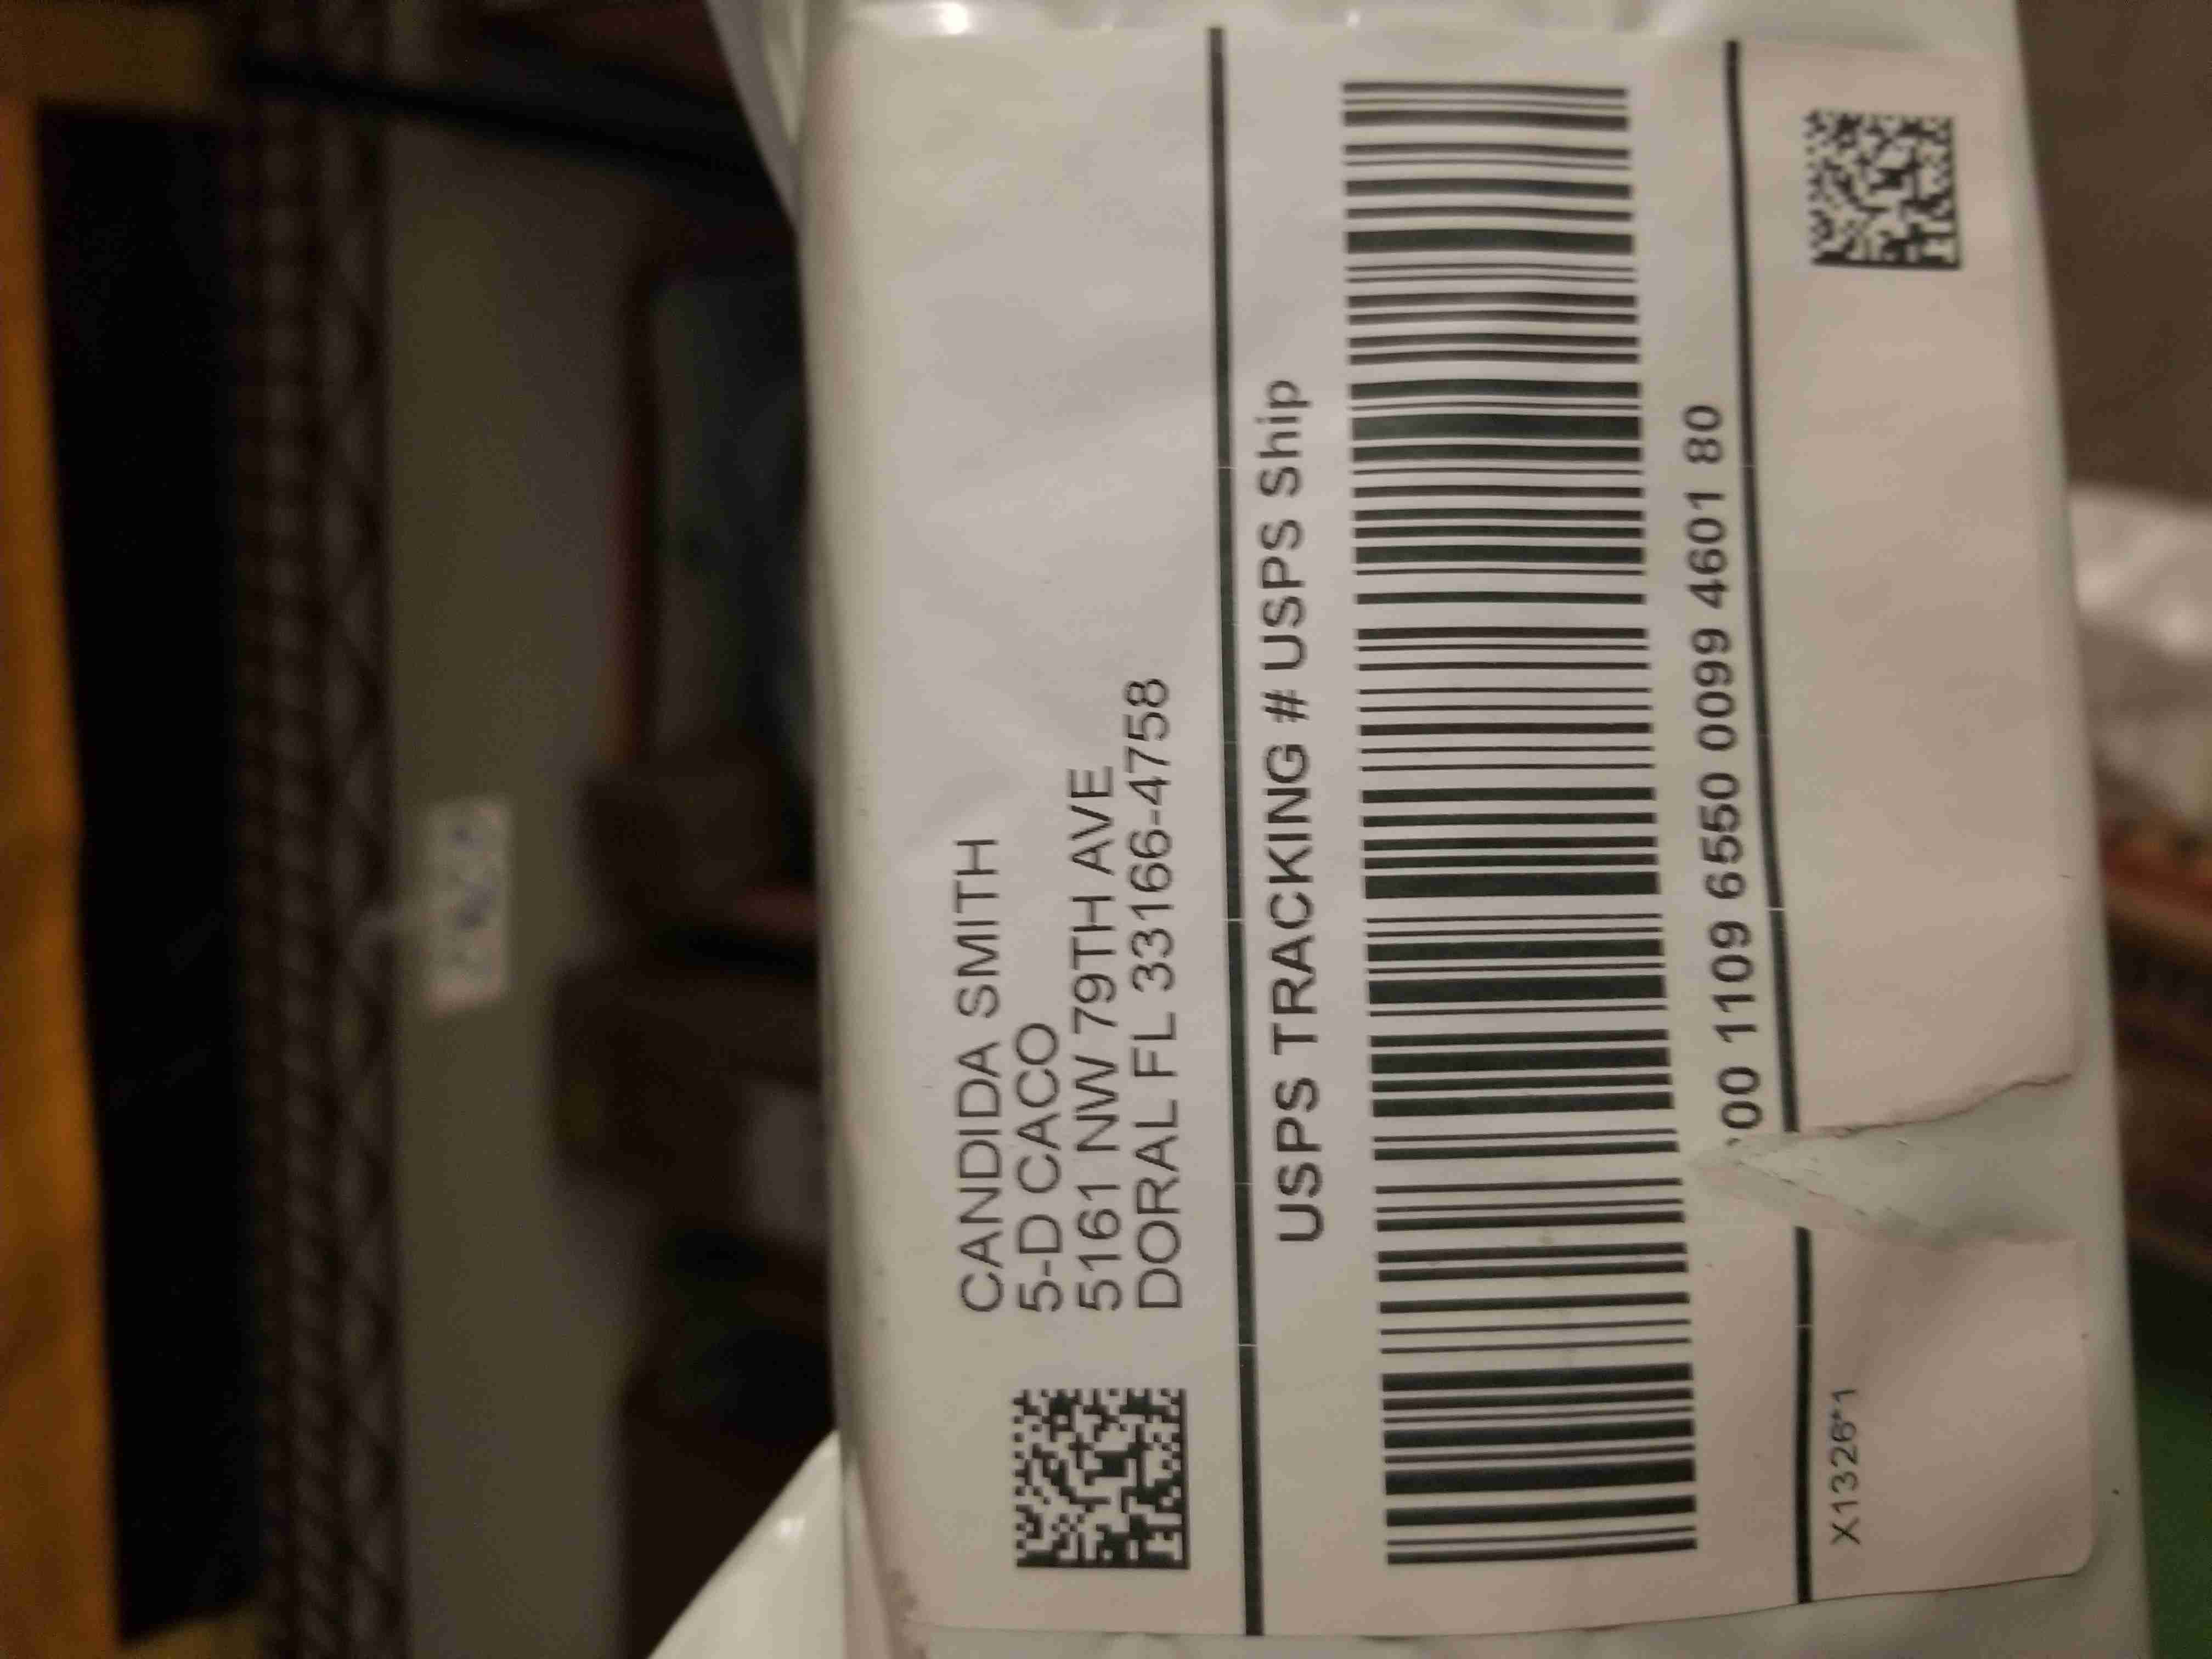 CANDIDA SMITH
5-D CACO
5161 NW 79TH AVE
DORAL FL 33166-4758
USPS TRACKING # USPS Ship
00 1109 6550 0099 4601 80
X1326*1